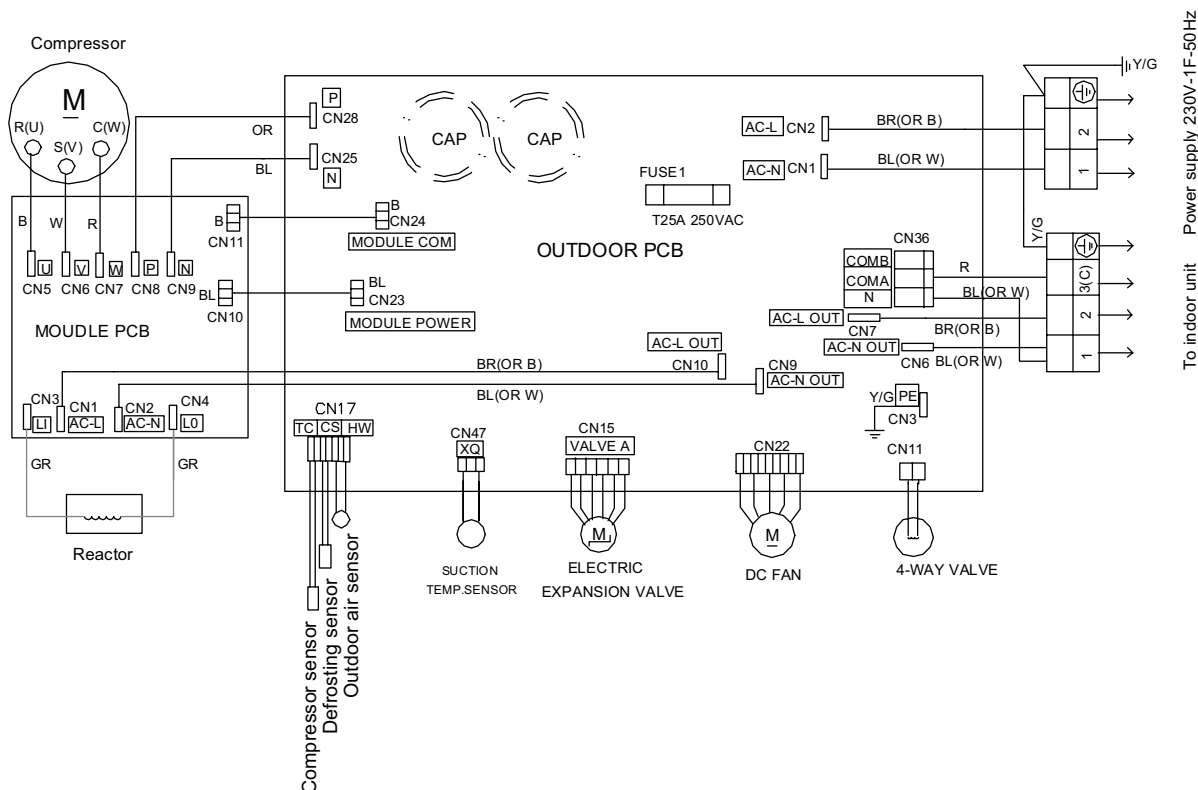 Compressor
M
R(U)
C(W)
S(V)
OR
BL
P
CN28
CN25
N
CAP
CAP
FUSE1
T25A 250VAC
AC-L CN2
BR(OR B)
AC-N CN1
BL(OR W)
Y/G
2
1
Power supply 230V-1F-50Hz
B
W
R
B
CN11
B
CN24
MODULE COM
U
V
W
P
N
CN5
CN6
CN7
CN8
CN9
BL
CN10
BL
CN23
MODULE POWER
MOUDLE PCB
OUTDOOR PCB
Y/G
CN36
COMB
COMA
N
R
BL(OR W)
AC-L OUT
CN7
BR(OR B)
AC-N OUT
CN6
BL(OR W)
3(C)
2
1
To indoor unit
AC-L OUT
CN10
BR(OR B)
BL(OR W)
CN9
AC-N OUT
CN3
LI
CN1
AC-L
CN2
AC-N
CN4
L0
GR
GR
Reactor
CN17
TC CS HW
Compressor sensor
Defrosting sensor
Outdoor air sensor
CN47
XQ
SUCTION
TEMP.SENSOR
CN15
VALVE A
M
ELECTRIC
EXPANSION VALVE
CN22
M
DC FAN
Y/G
PE
CN3
CN11
4-WAY VALVE